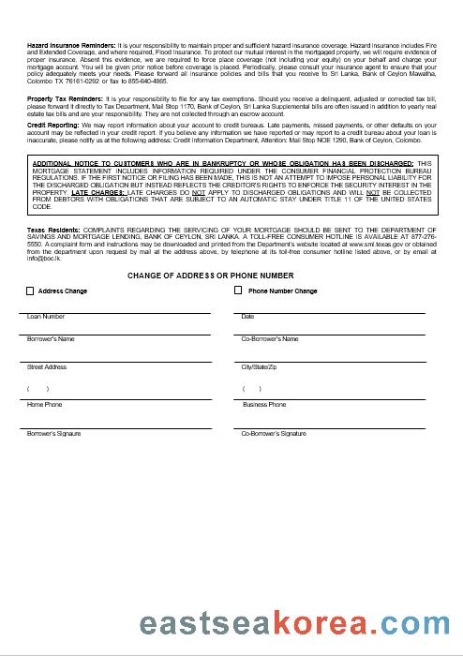 Hazard Insurance Reminders: It is your responsibility to maintain proper and sufficient hazard insurance coverage. Hazard insurance includes Fire
and Extended Coverage, and where required, Flood Insurance. To protect our mutual interest in the mortgaged property, we will require evidence of
proper insurance. Absent this evidence, we are required to force place coverage (not including your equity) on your behalf and charge your
mortgage account. You will be given prior notice before coverage is placed. Periodically, please consult your insurance agent to ensure that your
policy adequately meets your needs. Please forward all insurance policies and bills that you receive to Sri Lanka, Bank of Ceylon Mawatha,
Colombo TX 76161-0292 or fax to 855-640-4865.
Property Tax Reminders: It is your responsibility to file for any tax exemptions. Should you receive a delinquent, adjusted or corrected tax bill,
please forward it directly to Tax Department, Mail Stop 1170, Bank of Ceylon, Sri Lanka Supplemental bills are often issued in addition to yearly real
estate tax bills and are your responsibility. They are not collected through an escrow account.
Credit Reporting: We may report information about your account to credit bureaus. Late payments, missed payments, or other defaults on your
account may be reflected in your credit report. If you believe any information we have reported or may report to a credit bureau about your loan is
inaccurate, please notify us at the following address: Credit Information Department, Attention: Mail Stop NOE 1290, Bank of Ceylon, Colombo.
ADDITIONAL NOTICE TO CUSTOMERS WHO ARE IN BANKRUPTCY OR WHOSE OBLIGATION HAS BEEN DISCHARGED: THIS
MORTGAGE STATEMENT INCLUDES INFORMATION REQUIRED UNDER THE CONSUMER FINANCIAL PROTECTION BUREAU
REGULATIONS. IF THE FIRST NOTICE OR FILING HAS BEEN MADE, THIS IS NOT AN ATTEMPT TO IMPOSE PERSONAL LIABILITY FOR
THE DISCHARGED OBLIGATION BUT INSTEAD REFLECTS THE CREDITOR'S RIGHTS TO ENFORCE THE SECURITY INTEREST IN THE
PROPERTY. LATE CHARGES: LATE CHARGES DO NOT APPLY TO DISCHARGED OBLIGATIONS AND WILL NOT BE COLLECTED
FROM DEBTORS WITH OBLIGATIONS THAT ARE SUBJECT TO AN AUTOMATIC STAY UNDER TITLE 11 OF THE UNITED STATES
CODE.
Texas Residents: COMPLAINTS REGARDING THE SERVICING OF YOUR MORTGAGE SHOULD BE SENT TO THE DEPARTMENT OF
SAVINGS AND MORTGAGE LENDING, BANK OF CEYLON, SRI LANKA. A TOLL-FREE CONSUMER HOTLINE IS AVAILABLE AT 877-276-
5550. A complaint form and instructions may be downloaded and printed from the Department's website located at www.sml.texas.gov or obtained
from the department upon request by mail at the address above, by telephone at its toll-free consumer hotline listed above, or by email at
info@boc.lk
CHANGE OF ADDRESS OR PHONE NUMBER
Address Change Phone Number Change
Loan Number Date
Borrower's Name Co-Borrower's Name
Street Address City/State/Zip
( ) ( )
Home Phone Business Phone
Borrower's Signaure Co-Borrower's Signature
eastseakorea.com